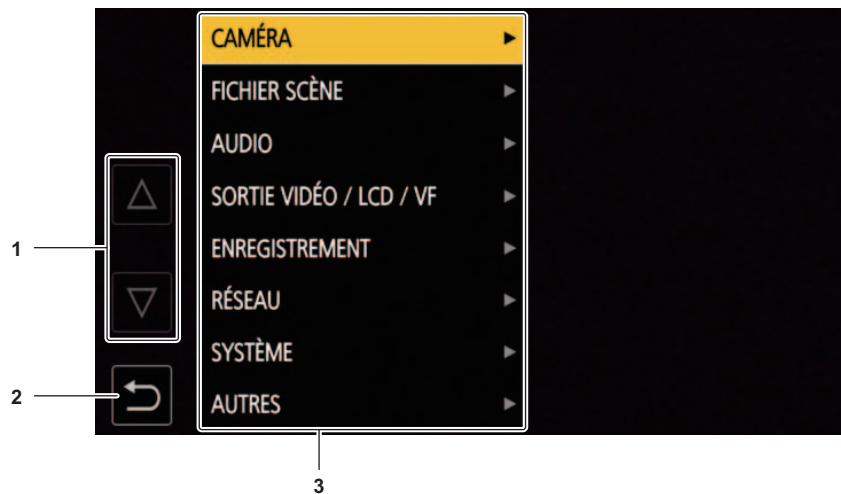 CAMÉRA
FICHIER SCÈNE
AUDIO
SORTIE VIDÉO / LCD / VF
1
ENREGISTREMENT
RÉSEAU
SYSTÈME
2
AUTRES
3